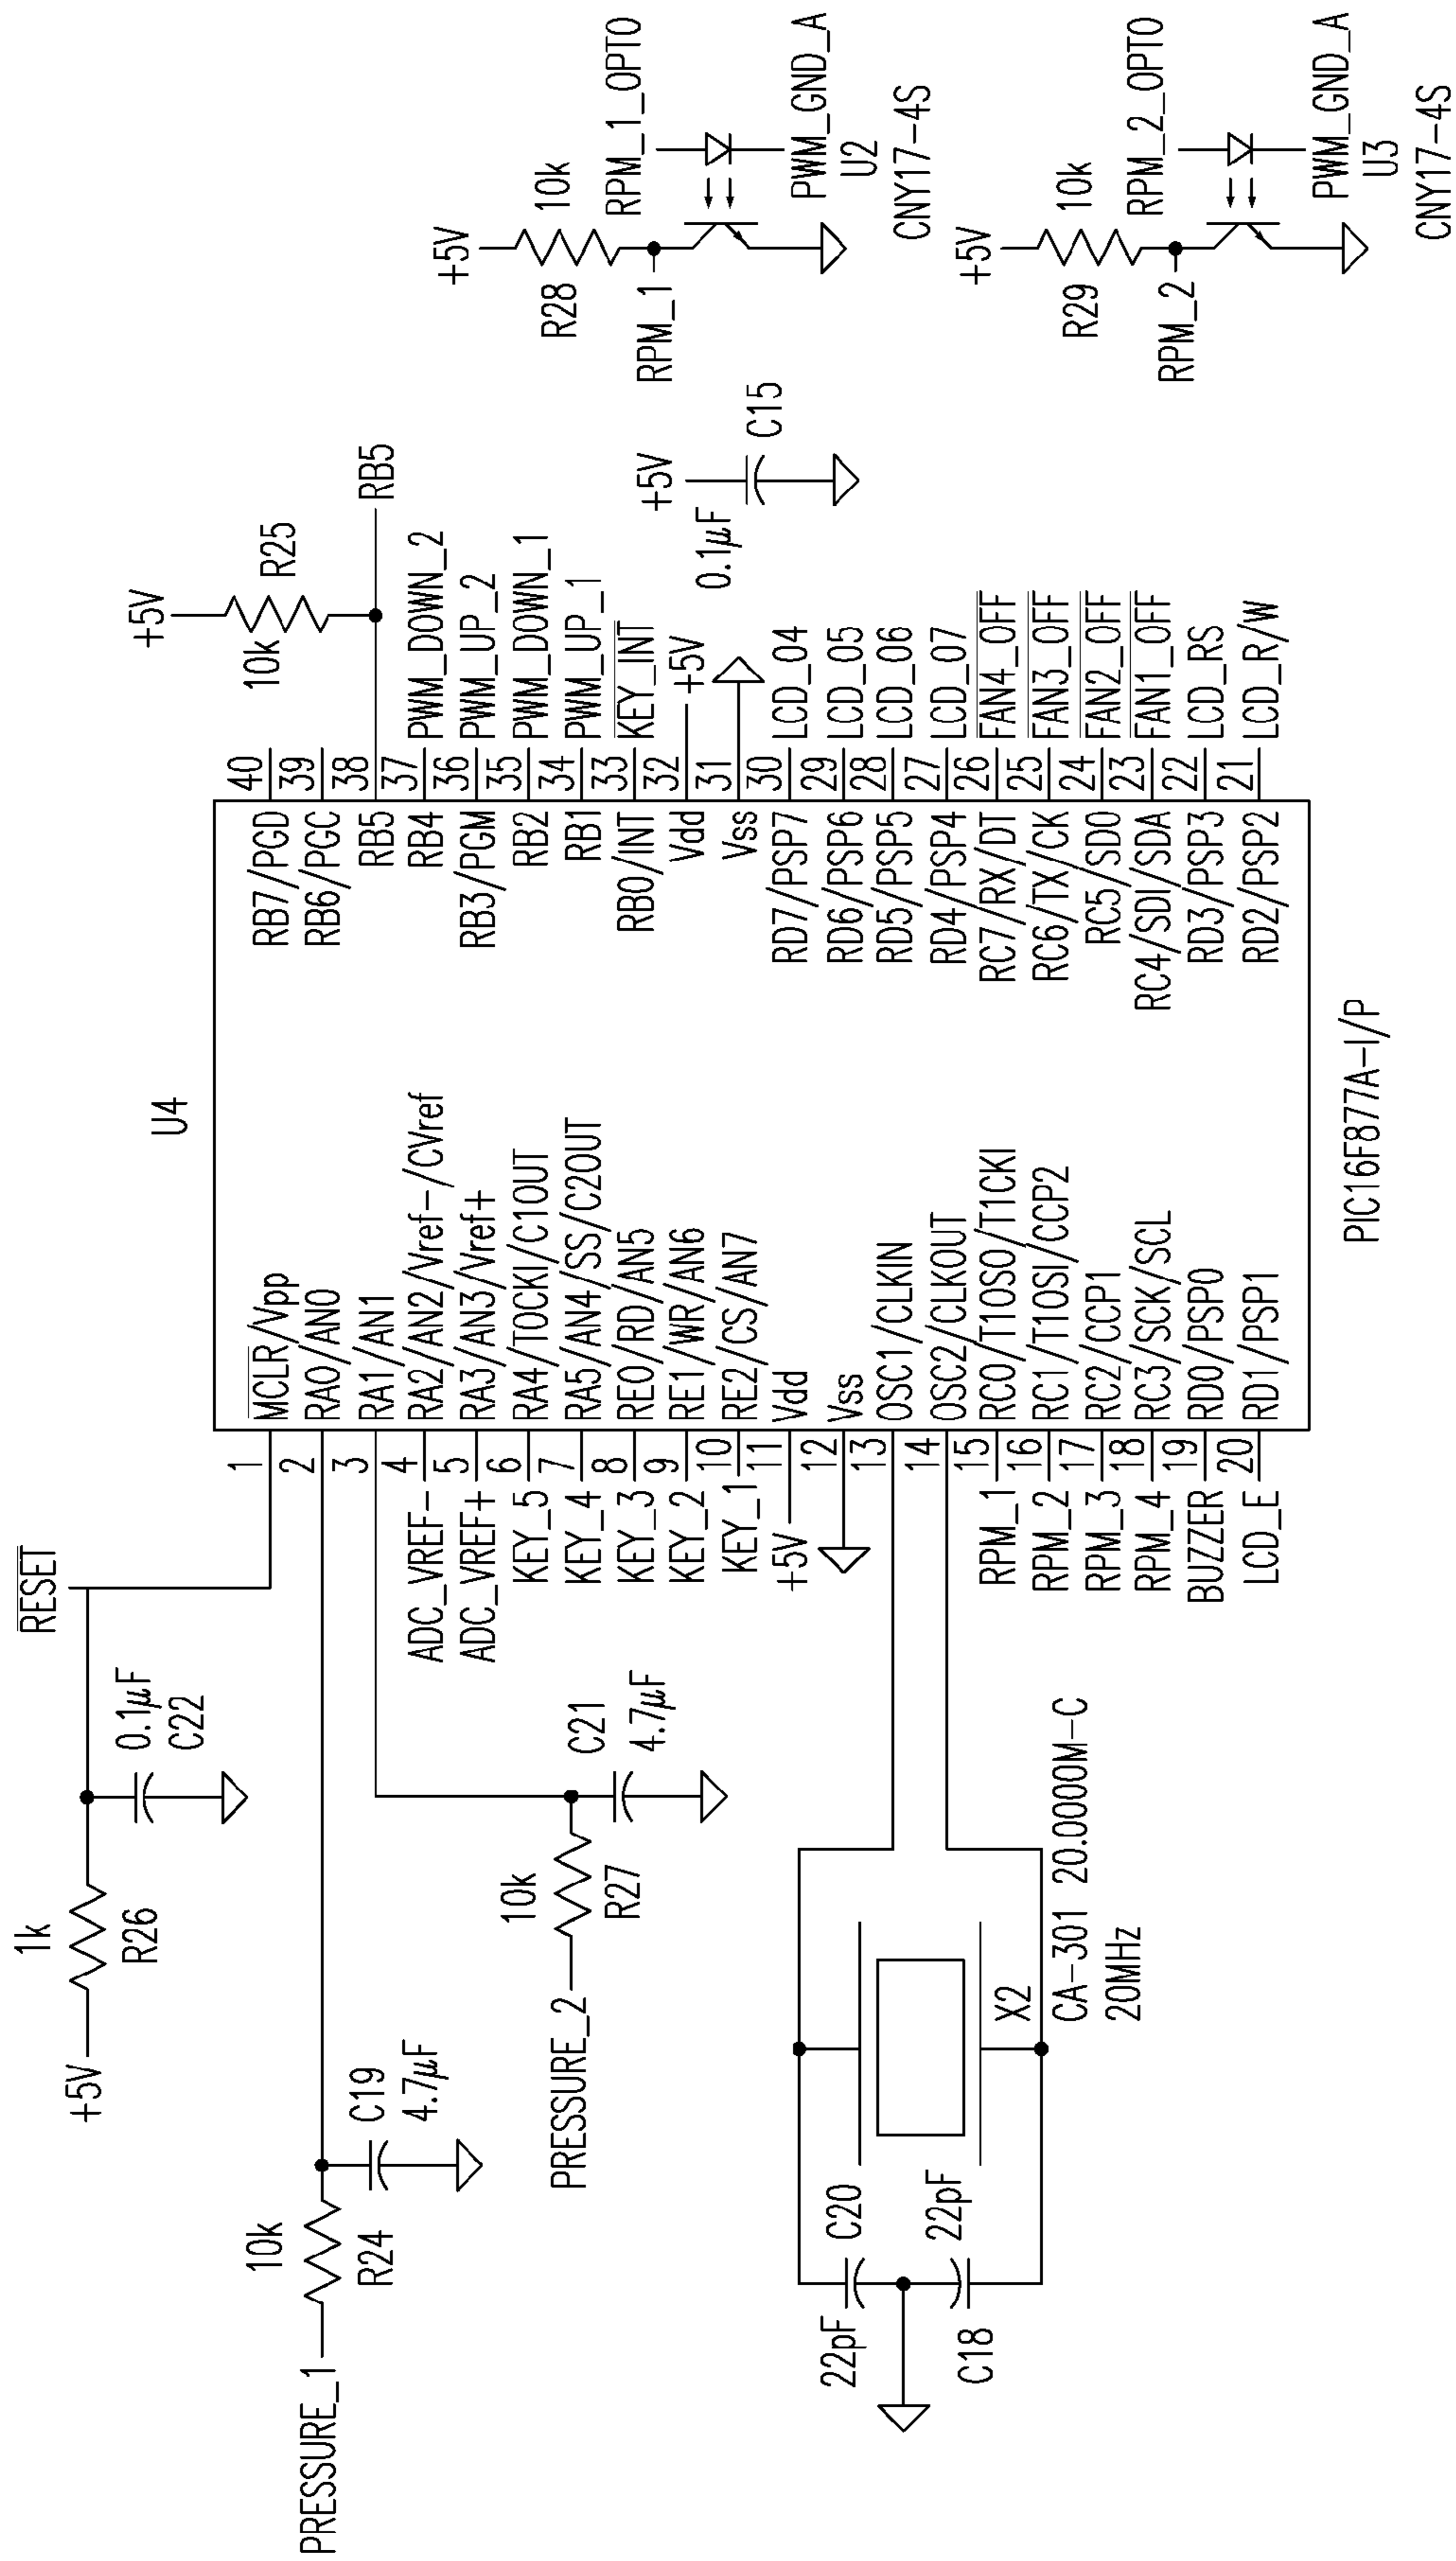 RESET
1k
+5V
R26
0.1µF
C22
10k
PRESSURE_1
R24
C19
4.7µF
10k
PRESSURE_2
R27
C21
4.7µF
22pF
C20
22pF
C18
X2
CA-301 20.0000M-C
20MHz
U4
1 MCLR/Vpp
2 RA0/AN0
3 RA1/AN1
ADC_VREF- 4 RA2/AN2/Vref-/CVref
ADC_VREF+ 5 RA3/AN3/Vref+
KEY_5 6 RA4/TOCKI/C1OUT
KEY_4 7 RA5/AN4/SS/C2OUT
KEY_3 8 RE0/RD/AN5
KEY_2 9 RE1/WR/AN6
KEY_1 10 RE2/CS/AN7
+5V 11 Vdd
12 Vss
13 OSC1/CLKIN
14 OSC2/CLKOUT
RPM_1 15 RC0/T1OSO/T1CKI
RPM_2 16 RC1/T1OSI/CCP2
RPM_3 17 RC2/CCP1
RPM_4 18 RC3/SCK/SCL
BUZZER 19 RD0/PSP0
LCD_E 20 RD1/PSP1
RB7/PGD 40
RB6/PGC 39
RB5 38 RB5
RB4 37 PWM_DOWN_2
RB3/PGM 36 PWM_UP_2
RB2 35 PWM_DOWN_1
RB1 34 PWM_UP_1
RB0/INT 33 KEY_INT
Vdd 32 +5V
Vss 31
RD7/PSP7 30 LCD_04
RD6/PSP6 29 LCD_05
RD5/PSP5 28 LCD_06
RD4/PSP4 27 LCD_07
RC7/RX/DT 26 FAN4_OFF
RC6/TX/CK 25 FAN3_OFF
RC5/SDO 24 FAN2_OFF
RC4/SDI/SDA 23 FAN1_OFF
RD3/PSP3 22 LCD_RS
RD2/PSP2 21 LCD_R/W
PIC16F877A-I/P
+5V
10k
R25
+5V
0.1µF
C15
+5V
R28
10k
RPM_1
RPM_1_OPTO
PWM_GND_A
U2
CNY17-4S
+5V
R29
10k
RPM_2
RPM_2_OPTO
PWM_GND_A
U3
CNY17-4S